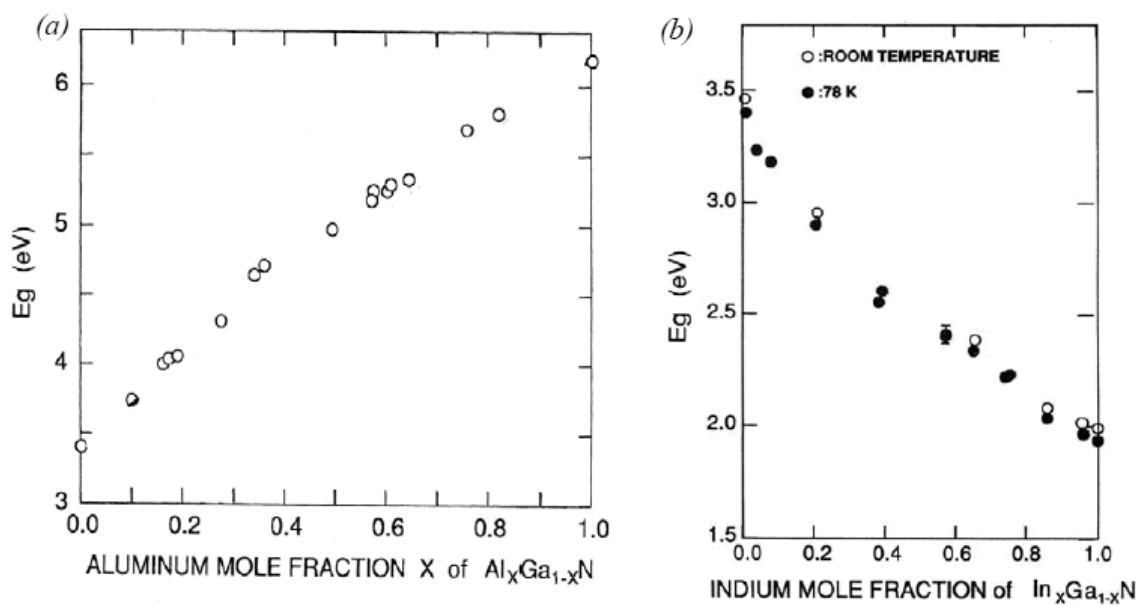 (a)
6
5
4
3
Eg (eV)
0.0 0.2 0.4 0.6 0.8 1.0
ALUMINUM MOLE FRACTION X of AlxGa1-xN
(b)
○ :ROOM TEMPERATURE
● :78 K
3.5
3.0
2.5
2.0
1.5
Eg (eV)
0.0 0.2 0.4 0.6 0.8 1.0
INDIUM MOLE FRACTION of InxGa1-xN